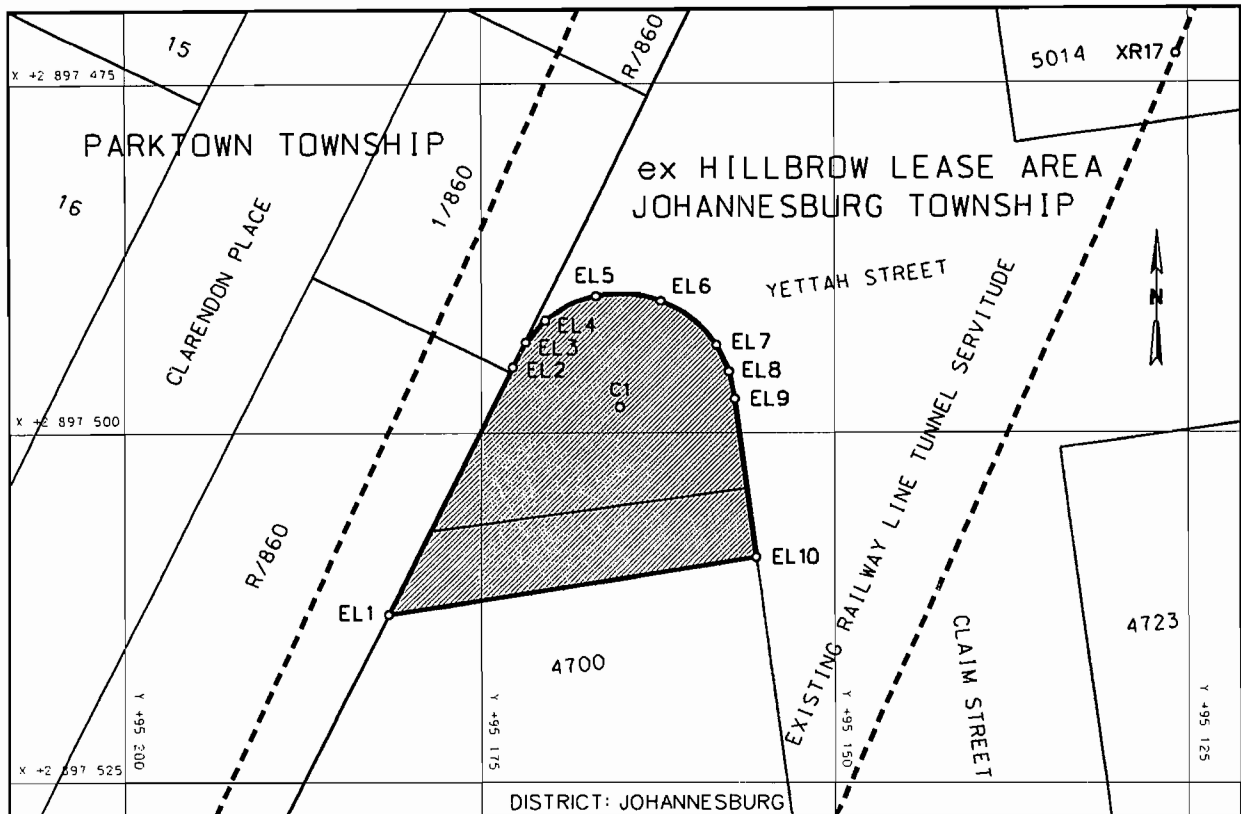 15
R/860
5014 XR17
X +2 897 475
PARKTOWN TOWNSHIP
ex HILLBROW LEASE AREA
JOHANNESBURG TOWNSHIP
16
1/860
CLARENDON PLACE
YETTAH STREET
N
EL5
EL6
EL4
EL3
EL2
EL7
EL8
EL9
C1
X +2 897 500
EXISTING RAILWAY LINE TUNNEL SERVITUDE
R/860
EL10
EL1
4700
CLAIM STREET
4723
Y +95 200
Y +95 175
Y +95 150
Y +95 125
X +2 897 525
DISTRICT: JOHANNESBURG